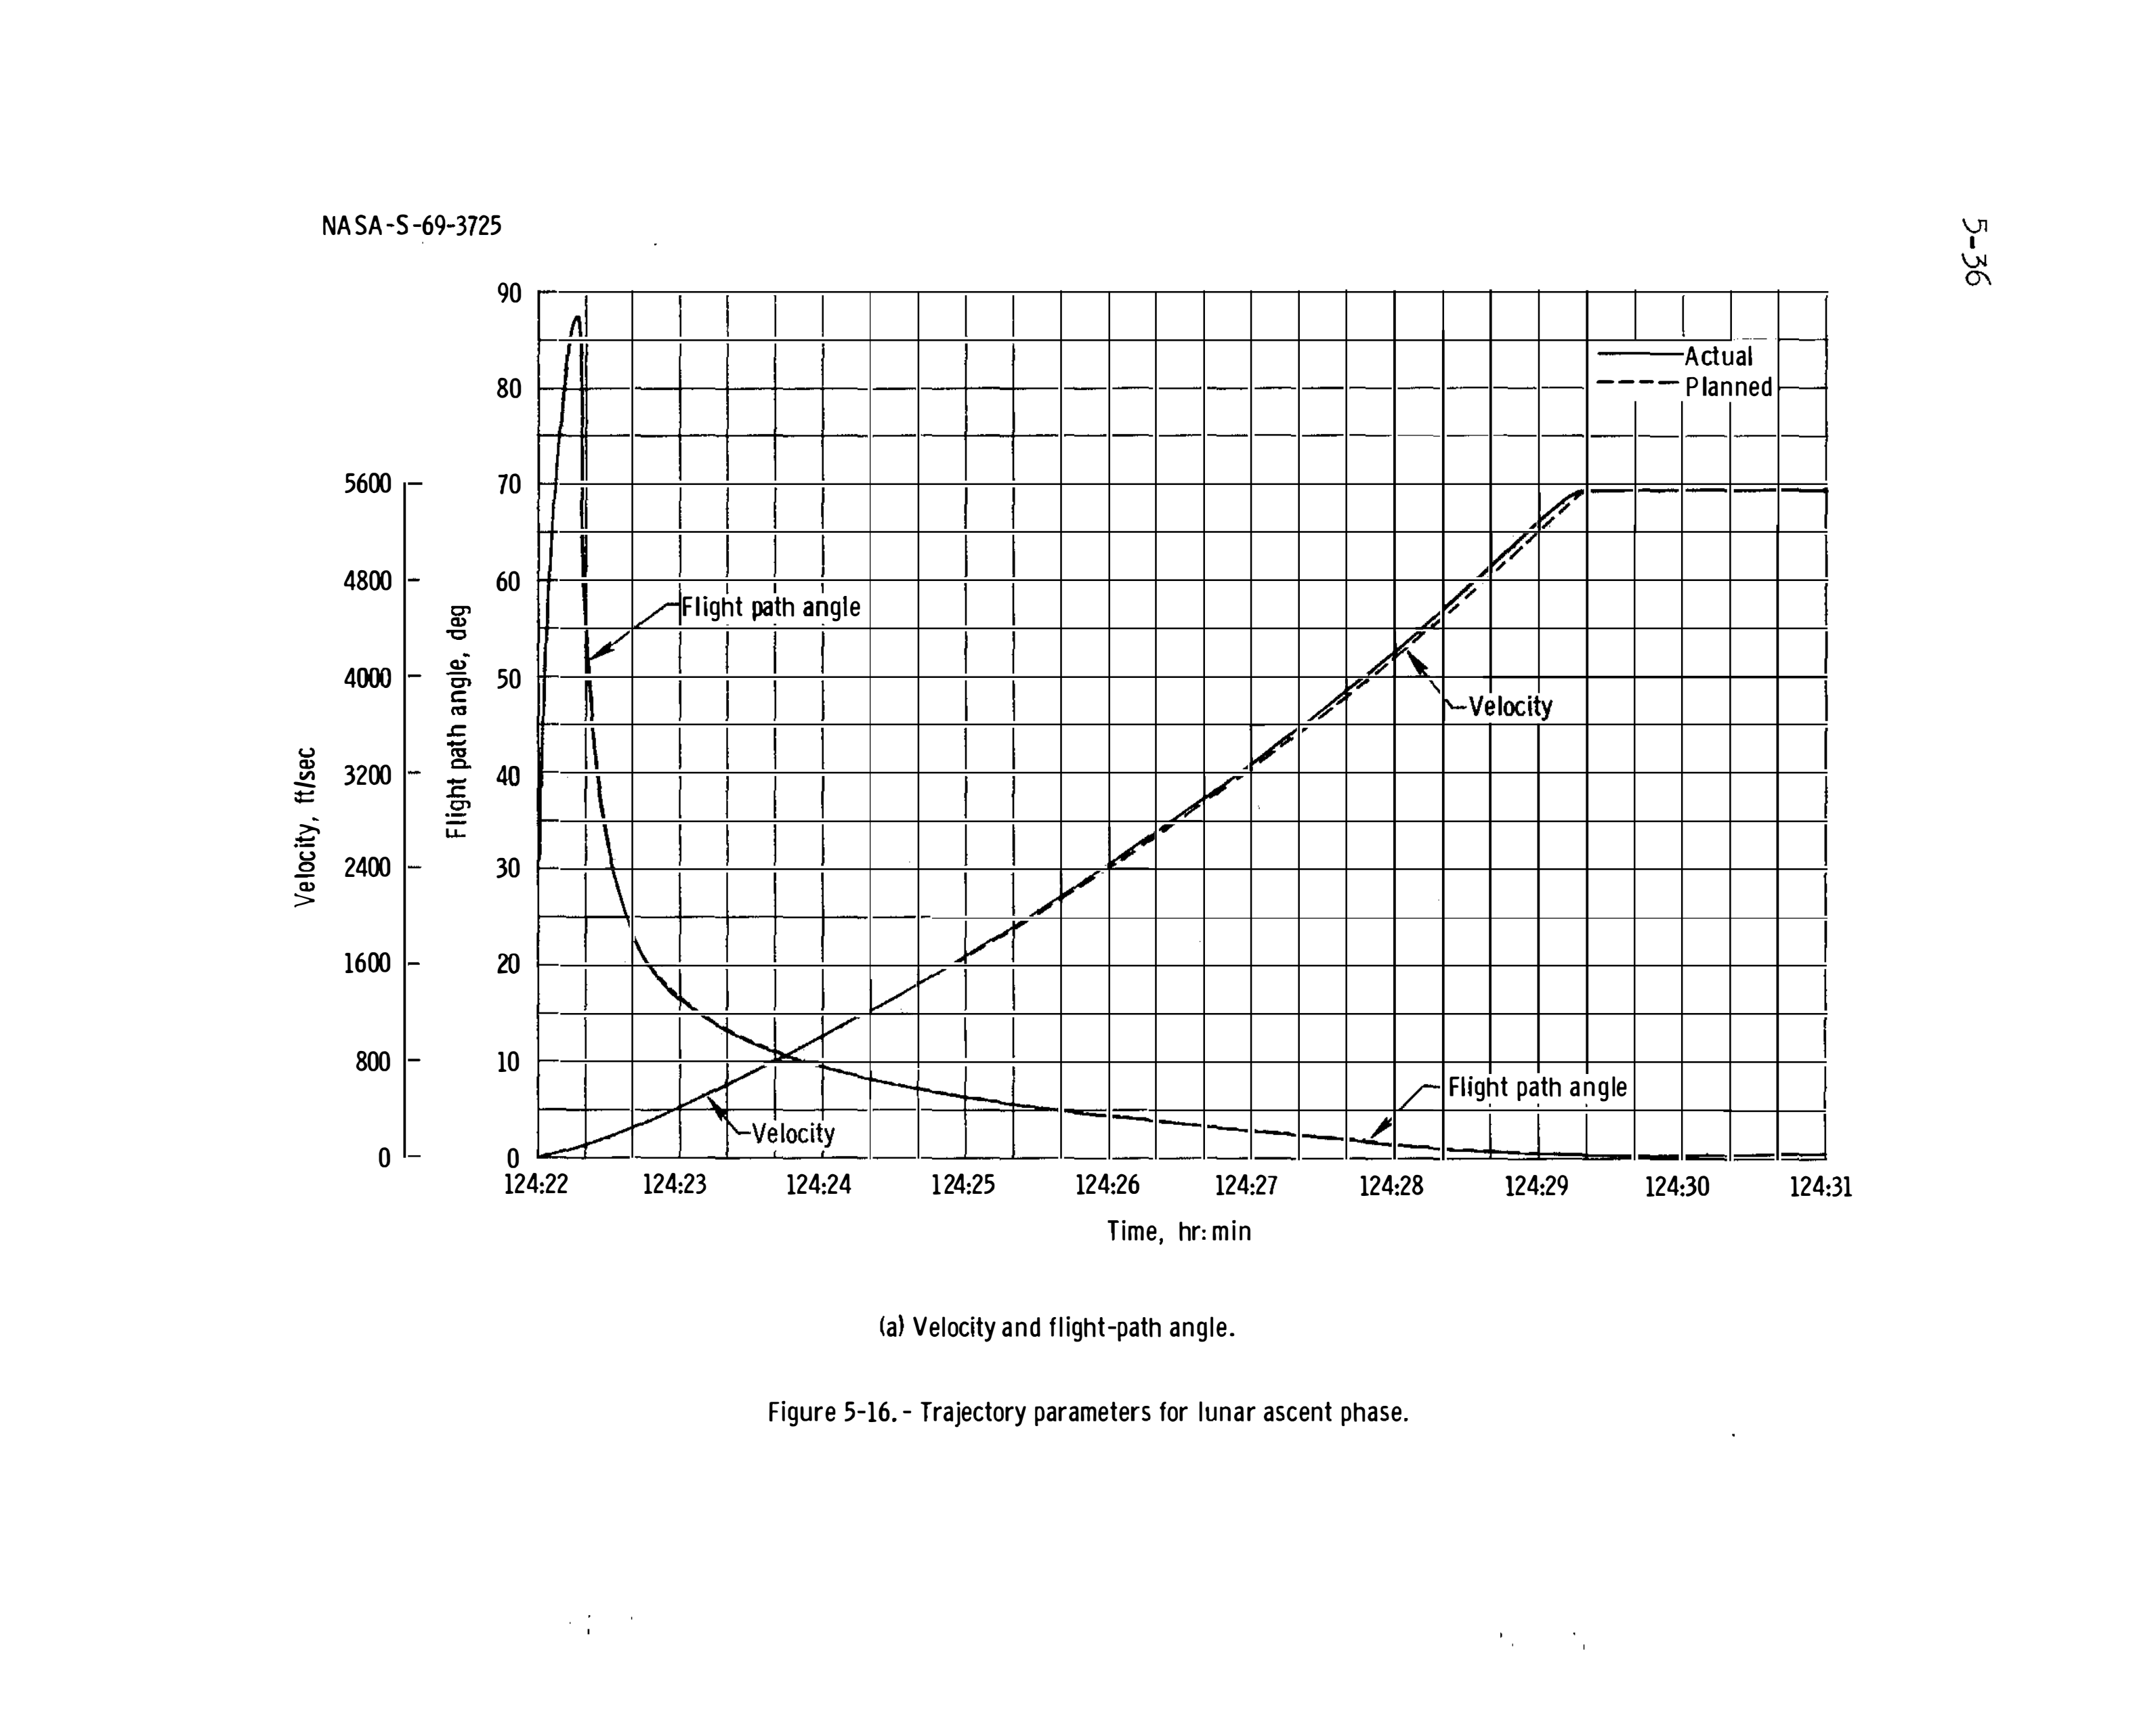 NASA-S-69-3725
5-36
90
80
70
60
50
40
30
20
10
0
5600
4800
4000
3200
2400
1600
800
0
Velocity, ft/sec
Flight path angle, deg
Actual
Planned
Flight path angle
Velocity
Flight path angle
Velocity
124:22 124:23 124:24 124:25 124:26 124:27 124:28 124:29 124:30 124:31
Time, hr:min
(a) Velocity and flight-path angle.
Figure 5-16. - Trajectory parameters for lunar ascent phase.